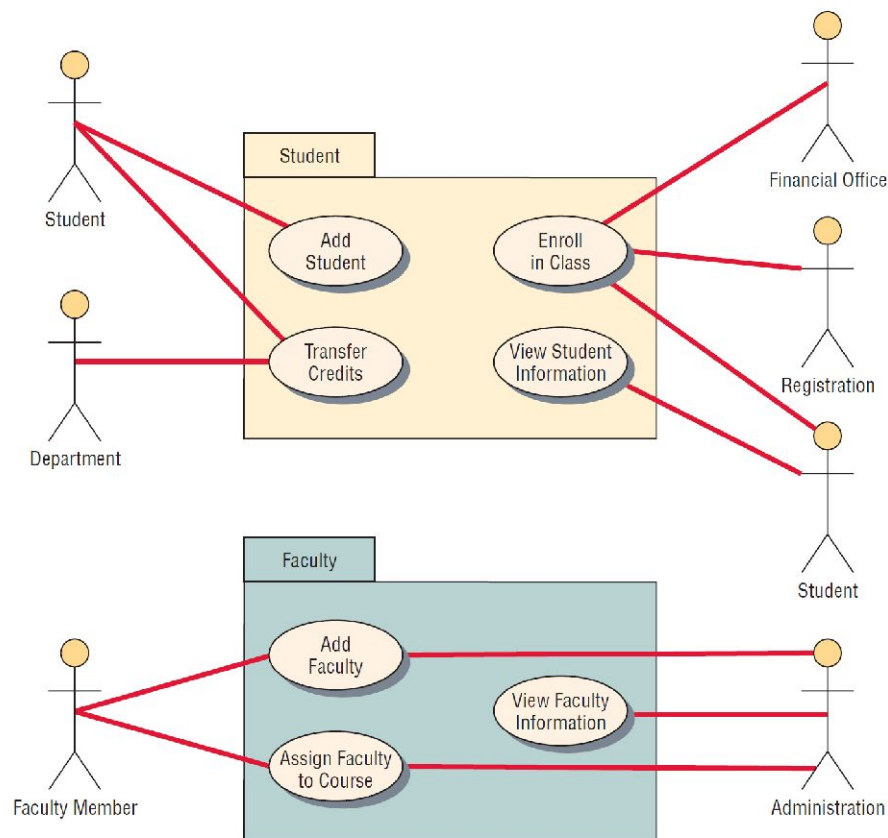 Financial Office
Student
Student
Add
Student
Enroll
in Class
Transfer
Credits
View Student
Information
Registration
Department
Student
Faculty
Add
Faculty
View Faculty
Information
Assign Faculty
to Course
Faculty Member
Administration